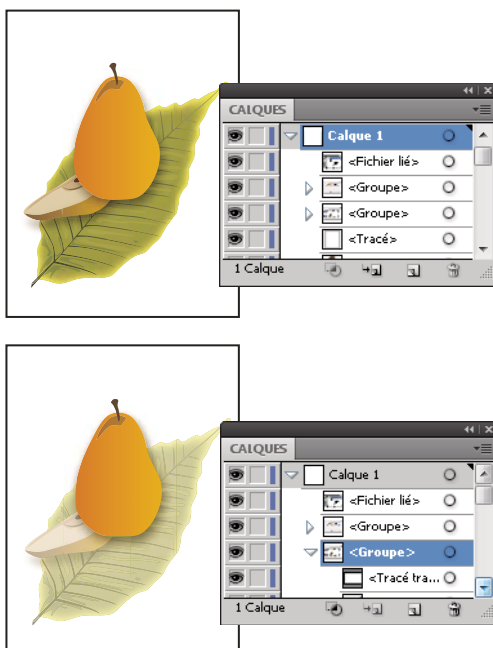 CALQUES
Calque 1
<Fichier lié>
<Groupe>
<Groupe>
<Tracé>
1 Calque
CALQUES
Calque 1
<Fichier lié>
<Groupe>
<Groupe>
<Tracé tra...
1 Calque